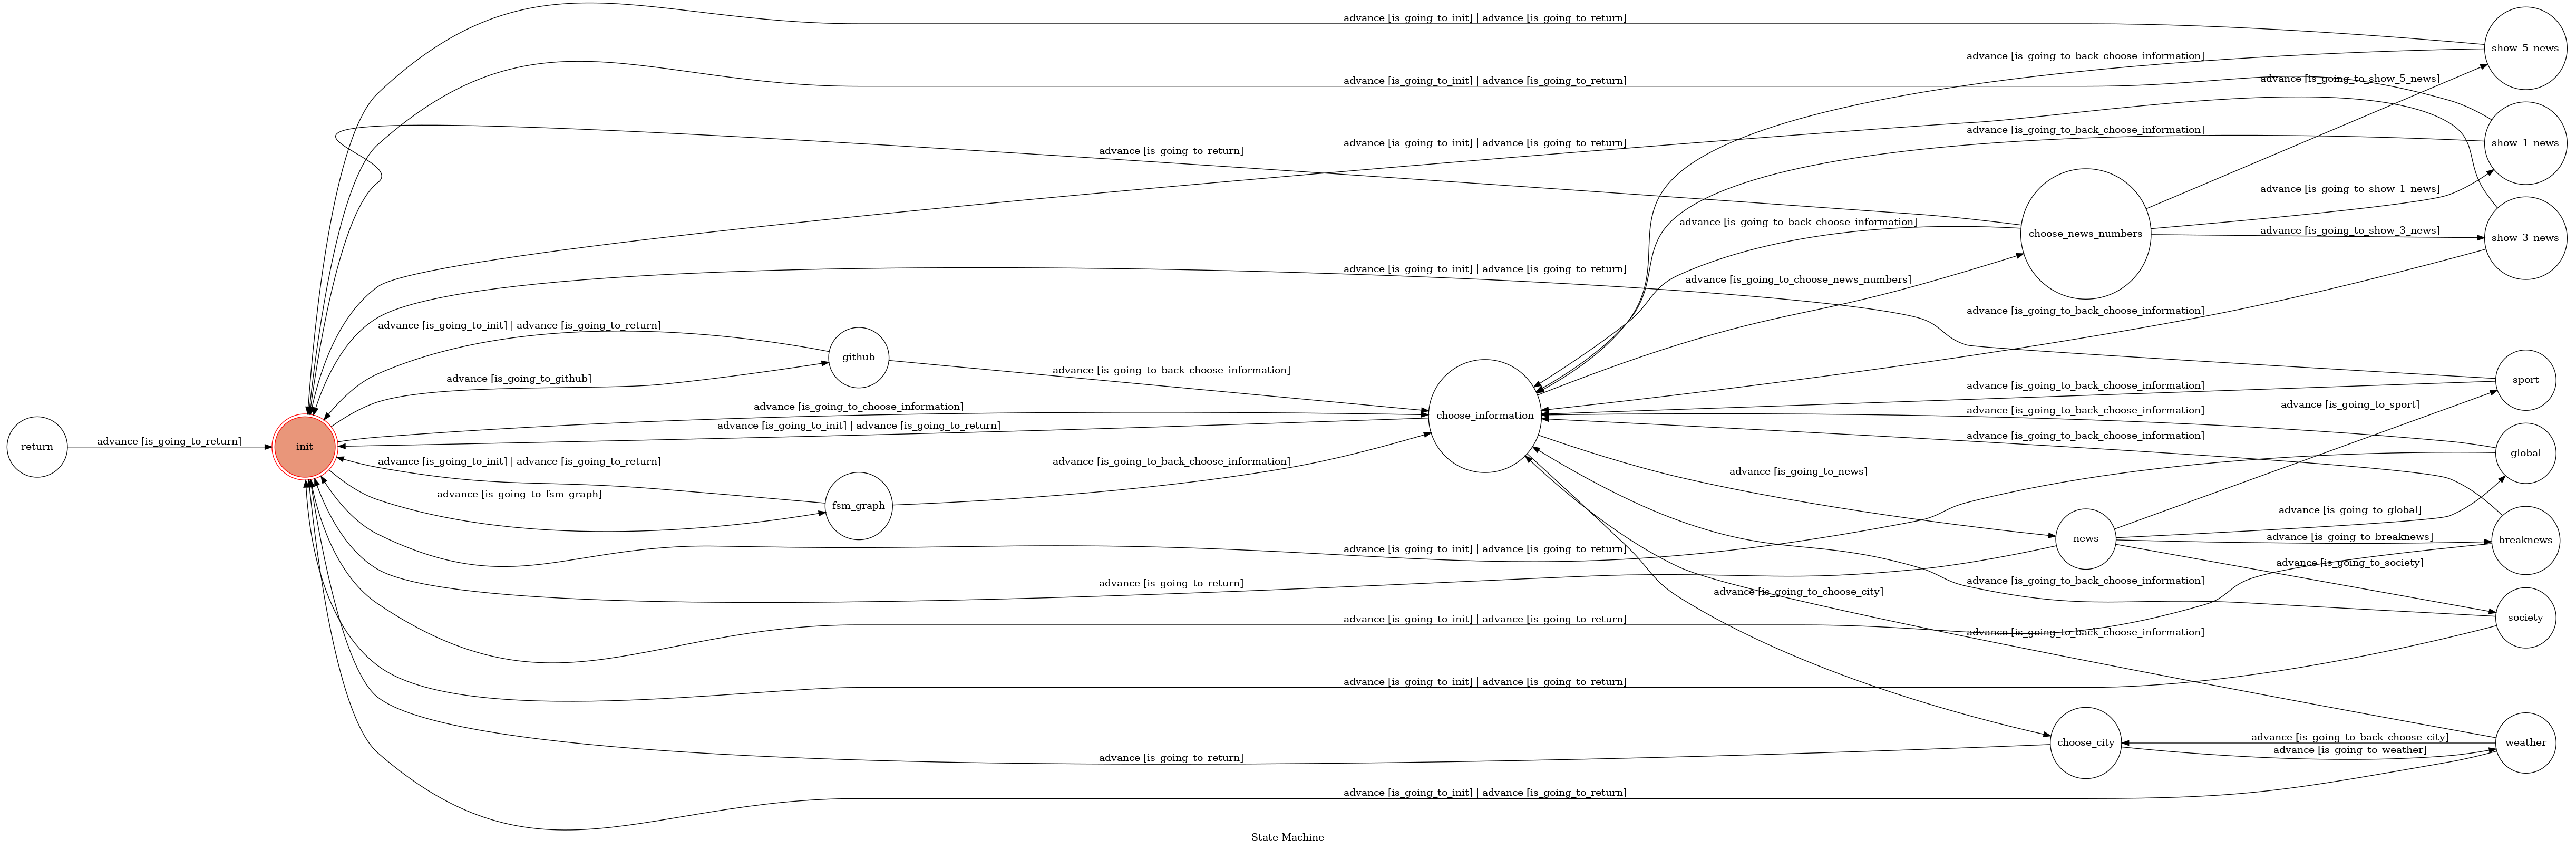 advance [is_going_to_init] | advance [is_going_to_return]
show_5_news
advance [is_going_to_back_choose_information]
advance [is_going_to_show_5_news]
advance [is_going_to_init] | advance [is_going_to_return]
advance [is_going_to_back_choose_information]
show_1_news
advance [is_going_to_init] | advance [is_going_to_return]
advance [is_going_to_return]
advance [is_going_to_show_1_news]
advance [is_going_to_back_choose_information]
advance [is_going_to_show_3_news]
choose_news_numbers
show_3_news
advance [is_going_to_init] | advance [is_going_to_return]
advance [is_going_to_choose_news_numbers]
advance [is_going_to_back_choose_information]
advance [is_going_to_init] | advance [is_going_to_return]
github
advance [is_going_to_back_choose_information]
advance [is_going_to_github]
sport
advance [is_going_to_back_choose_information]
advance [is_going_to_sport]
advance [is_going_to_choose_information]
advance [is_going_to_back_choose_information]
choose_information
advance [is_going_to_init] | advance [is_going_to_return]
advance [is_going_to_back_choose_information]
return
advance [is_going_to_return]
init
global
advance [is_going_to_init] | advance [is_going_to_return]
advance [is_going_to_back_choose_information]
advance [is_going_to_news]
advance [is_going_to_fsm_graph]
fsm_graph
advance [is_going_to_global]
news
advance [is_going_to_breaknews]
breaknews
advance [is_going_to_init] | advance [is_going_to_return]
advance [is_going_to_society]
advance [is_going_to_return]
advance [is_going_to_back_choose_information]
advance [is_going_to_choose_city]
advance [is_going_to_init] | advance [is_going_to_return]
society
advance [is_going_to_back_choose_information]
advance [is_going_to_init] | advance [is_going_to_return]
advance [is_going_to_back_choose_city]
choose_city
weather
advance [is_going_to_weather]
advance [is_going_to_return]
advance [is_going_to_init] | advance [is_going_to_return]
State Machine